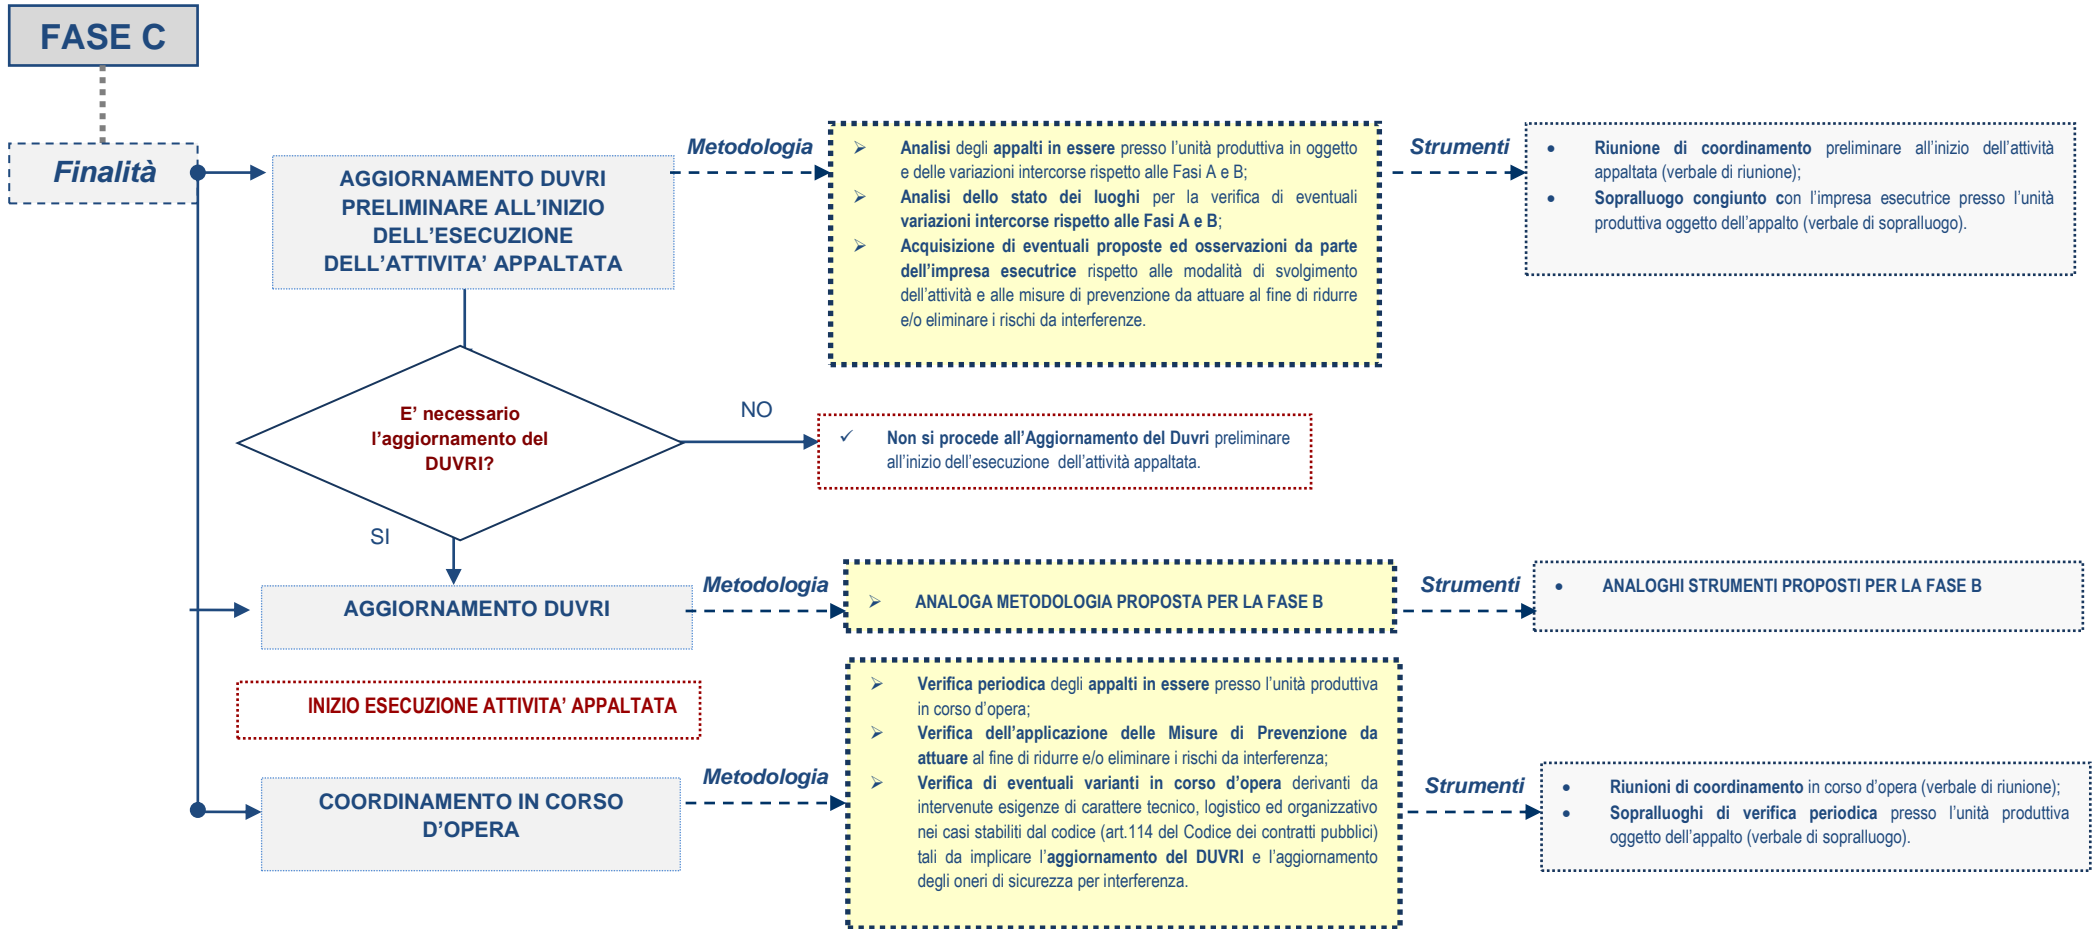 FASE C
Finalità
AGGIORNAMENTO DUVRI
PRELIMINARE ALL’INIZIO
DELL’ESECUZIONE
DELL’ATTIVITA’ APPALTATA
Metodologia
➢ Analisi degli appalti in essere presso l’unità produttiva in oggetto
e delle variazioni intercorse rispetto alle Fasi A e B;
➢ Analisi dello stato dei luoghi per la verifica di eventuali
variazioni intercorse rispetto alle Fasi A e B;
➢ Acquisizione di eventuali proposte ed osservazioni da parte
dell’impresa esecutrice rispetto alle modalità di svolgimento
dell’attività e alle misure di prevenzione da attuare al fine di ridurre
e/o eliminare i rischi da interferenze.
Strumenti
• Riunione di coordinamento preliminare all’inizio dell’attività
appaltata (verbale di riunione);
• Sopralluogo congiunto con l’impresa esecutrice presso l’unità
produttiva oggetto dell’appalto (verbale di sopralluogo).
E’ necessario
l’aggiornamento del
DUVRI?
NO
✓ Non si procede all’Aggiornamento del Duvri preliminare
all’inizio dell’esecuzione dell’attività appaltata.
SI
AGGIORNAMENTO DUVRI
Metodologia
➢ ANALOGA METODOLOGIA PROPOSTA PER LA FASE B
Strumenti
• ANALOGHI STRUMENTI PROPOSTI PER LA FASE B
INIZIO ESECUZIONE ATTIVITA’ APPALTATA
COORDINAMENTO IN CORSO
D’OPERA
Metodologia
➢ Verifica periodica degli appalti in essere presso l’unità produttiva
in corso d’opera;
➢ Verifica dell’applicazione delle Misure di Prevenzione da
attuare al fine di ridurre e/o eliminare i rischi da interferenza;
➢ Verifica di eventuali varianti in corso d’opera derivanti da
intervenute esigenze di carattere tecnico, logistico ed organizzativo
nei casi stabiliti dal codice (art.114 del Codice dei contratti pubblici)
tali da implicare l’aggiornamento del DUVRI e l’aggiornamento
degli oneri di sicurezza per interferenza.
Strumenti
• Riunioni di coordinamento in corso d’opera (verbale di riunione);
• Sopralluoghi di verifica periodica presso l’unità produttiva
oggetto dell’appalto (verbale di sopralluogo).